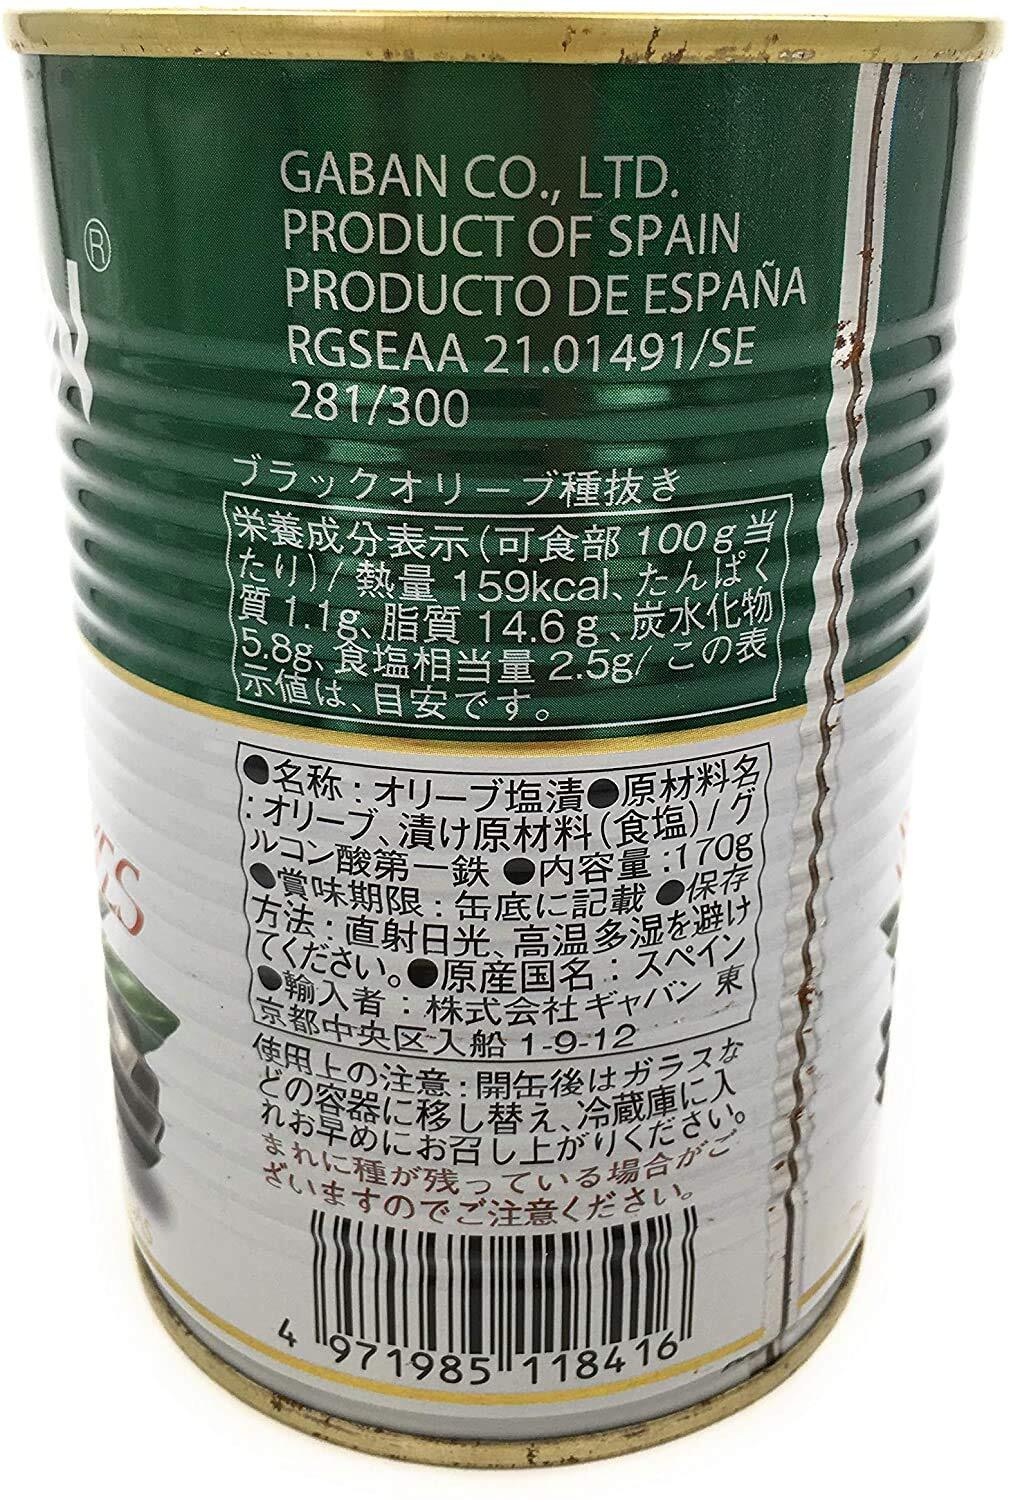 ®
GABAN CO., LTD.
PRODUCT OF SPAIN
PRODUCTO DE ESPAÑA
RGSEAA 21.01491/SE
281/300
ブラックオリーブ種抜き
栄養成分表示(可食部 100g当
たり)/熱量 159kcal、たんぱく
質 1.1g、脂質 14.6g、炭水化物
5.8g、食塩相当量 2.5g/ この表
示値は、目安です。
●名称:オリーブ塩漬●原材料名
:オリーブ、漬け原材料(食塩)/グ
ルコン酸第一鉄 ●内容量:170g
●賞味期限:缶底に記載 ●保存
方法:直射日光、高温多湿を避け
てください。●原産国名:スペイン
●輸入者:株式会社ギャバン 東
京都中央区入船 1-9-12
使用上の注意:開缶後はガラスな
どの容器に移し替え、冷蔵庫に入
れお早めにお召し上がりください。
まれに種が残っている場合がご
ざいますのでご注意ください。
4 971985 118416